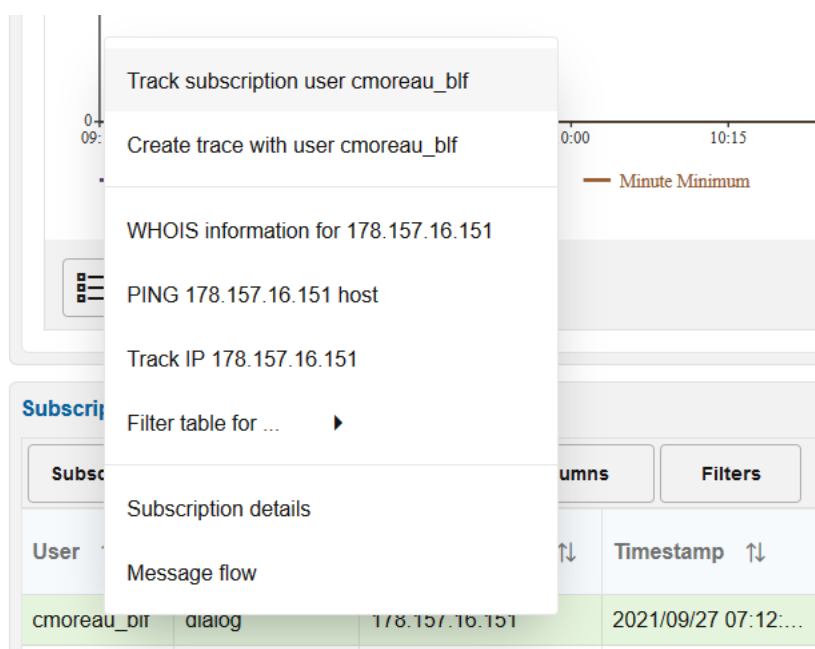 Track subscription user cmoreau_blf
0
09:
Create trace with user cmoreau_blf
0:00
10:15
Minute Minimum
WHOIS information for 178.157.16.151
PING 178.157.16.151 host
Track IP 178.157.16.151
Subscrip
Filter table for ...
Subsc
umns
Filters
Subscription details
User
Timestamp
Message flow
cmoreau_blf dialog 178.157.16.151 2021/09/27 07:12:...